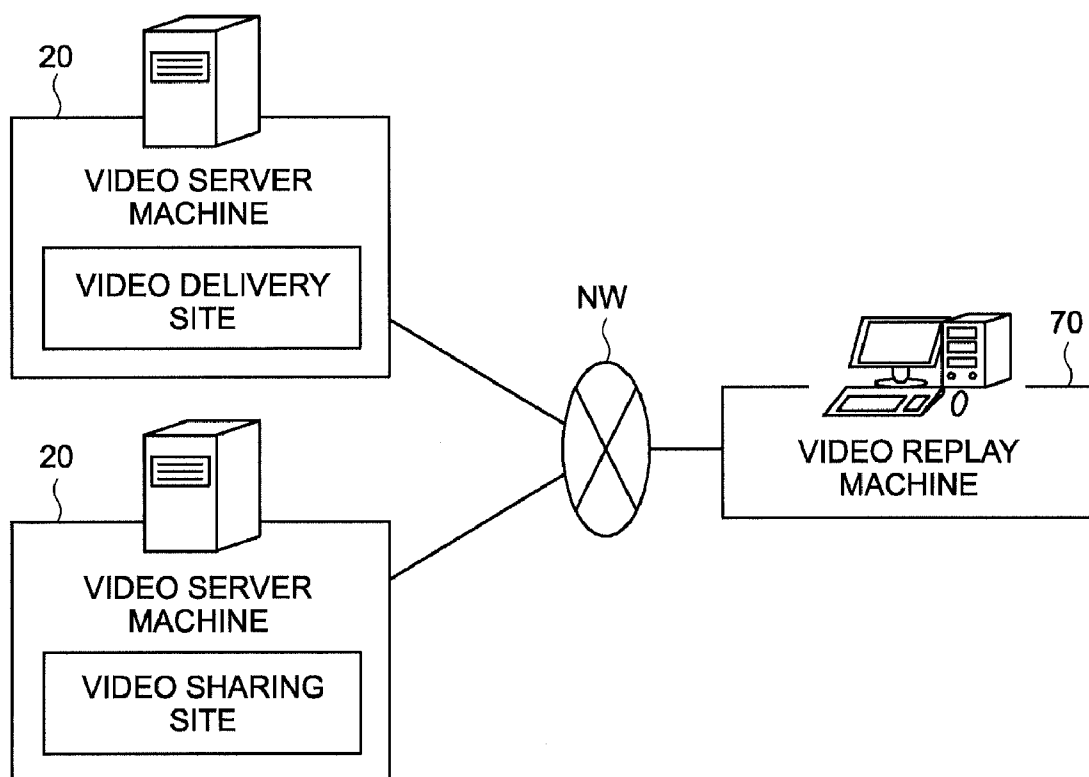 20
VIDEO SERVER
MACHINE
VIDEO DELIVERY
SITE
NW
70
VIDEO REPLAY
MACHINE
20
VIDEO SERVER
MACHINE
VIDEO SHARING
SITE